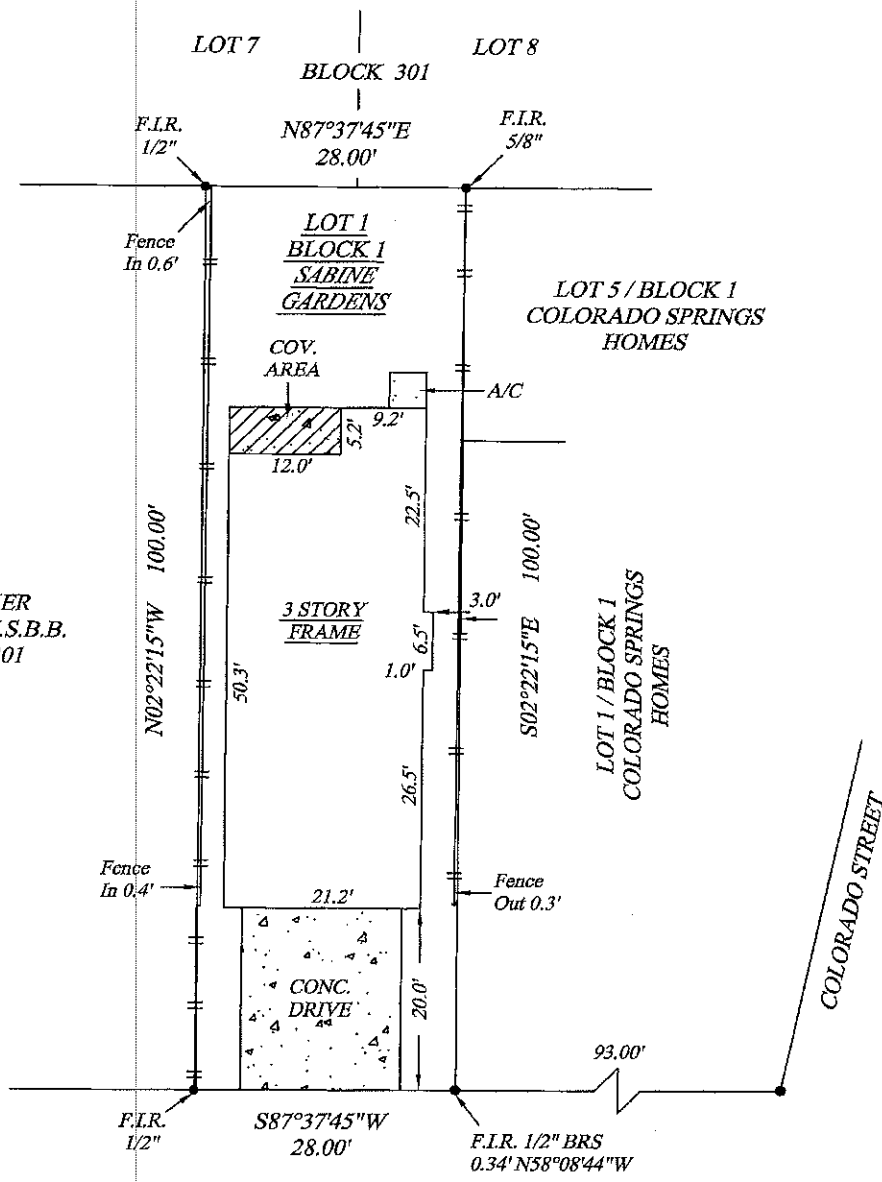 LOT 7
LOT 8
BLOCK 301
F.I.R.
1/2"
N87°37'45"E
28.00'
F.I.R.
5/8"
Fence
In 0.6'
LOT 1
BLOCK 1
SABINE
GARDENS
LOT 5 / BLOCK 1
COLORADO SPRINGS
HOMES
COV.
AREA
A/C
9.2'
5.2'
12.0'
22.5'
N02°22'15"W 100.00'
S02°22'15"E 100.00'
3 STORY
FRAME
3.0'
6.5'
1.0'
ER
.S.B.B.
01
50.3'
LOT 1 / BLOCK 1
COLORADO SPRINGS
HOMES
26.5'
Fence
In 0.4'
21.2'
Fence
Out 0.3'
CONC.
DRIVE
20.0'
COLORADO STREET
93.00'
F.I.R.
1/2"
S87°37'45"W
28.00'
F.I.R. 1/2" BRS
0.34' N58°08'44"W